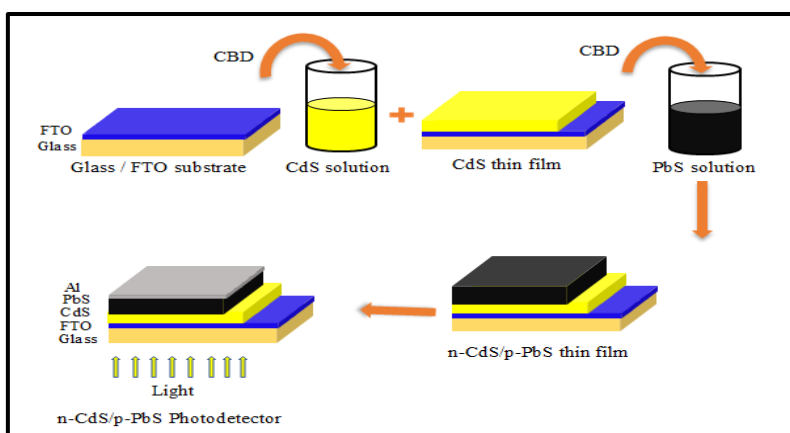 CBD
CBD
FTO
Glass
Glass / FTO substrate
CdS solution
CdS thin film
PbS solution
Al
PbS
CdS
FTO
Glass
Light
n-CdS/p-PbS Photodetector
n-CdS/p-PbS thin film